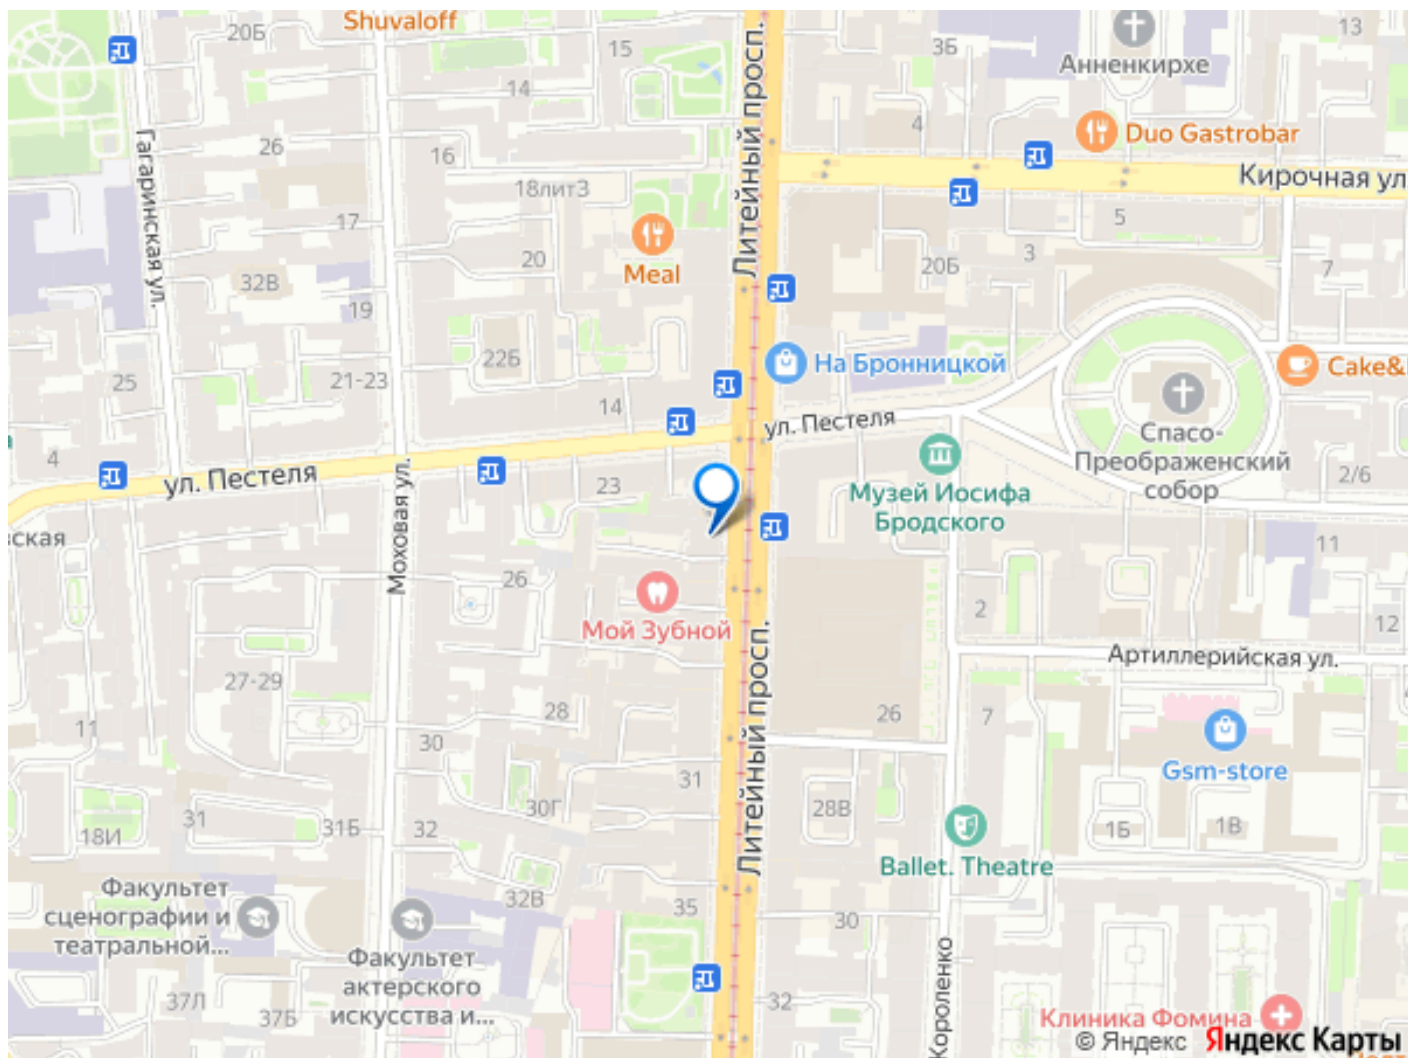 Shuvaloff
20Б
15
3Б
13
Анненкирхе
14
4
Duo Gastrobar
Гагаринская ул.
26
16
Литейный просп.
Кирочная ул
18лит3
17
5
20
3
Meal
20Б
7
32В
19
22Б
На Бронницкой
Cake&
25
21-23
14
ул. Пестеля
Спасо-
Преображенский
собор
4
ул. Пестеля
Моховая ул.
23
Музей Иосифа
Бродского
2/6
ская
11
26
2
Мой Зубной
12
Артиллерийская ул.
27-29
28
26
7
11
30
Литейный просп.
Gsm-store
31
30Г
28В
18И
31
31Б
32
1Б
1В
Ballet. Theatre
Факультет
сценографии и
театральной...
32В
35
30
Факультет
актерского
искусства и...
Короленко
37Л
37Б
32
Клиника Фомина
© Яндекс Яндекс Карты